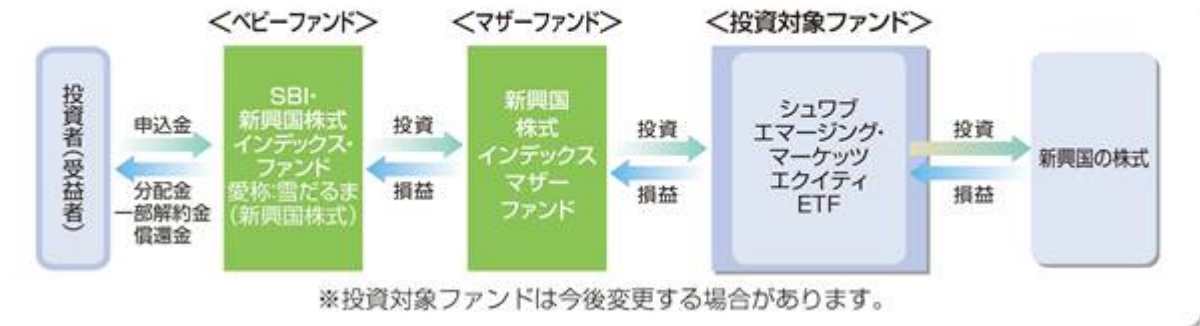 <ベビーファンド>
<マザーファンド>
<投資対象ファンド>
投資者(受益者)
申込金
分配金
一部解約金
償還金
SBI・
新興国株式
インデックス・
ファンド
愛称:雪だるま
(新興国株式)
投資
損益
新興国
株式
インデックス
マザー
ファンド
投資
損益
シュワブ
エマージング・
マーケッツ
エクイティ
ETF
投資
損益
新興国の株式
※投資対象ファンドは今後変更する場合があります。